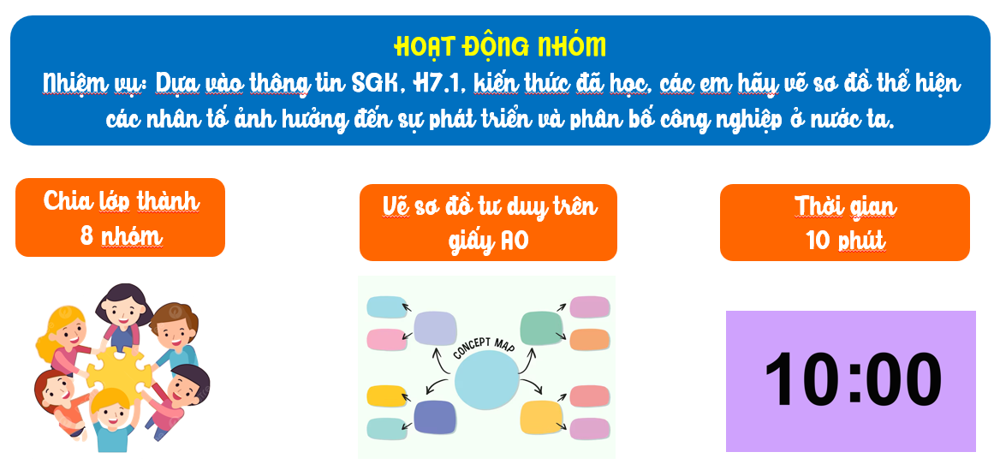 HOẠT ĐỘNG NHÓM
Nhiệm vụ: Dựa vào thông tin SGK, H7.1, kiến thức đã học, các em hãy vẽ sơ đồ thể hiện
các nhân tố ảnh hưởng đến sự phát triển và phân bố công nghiệp ở nước ta.
Chia lớp thành
8 nhóm
Vẽ sơ đồ tư duy trên
giấy A0
Thời gian
10 phút
CONCEPT MAP
10:00